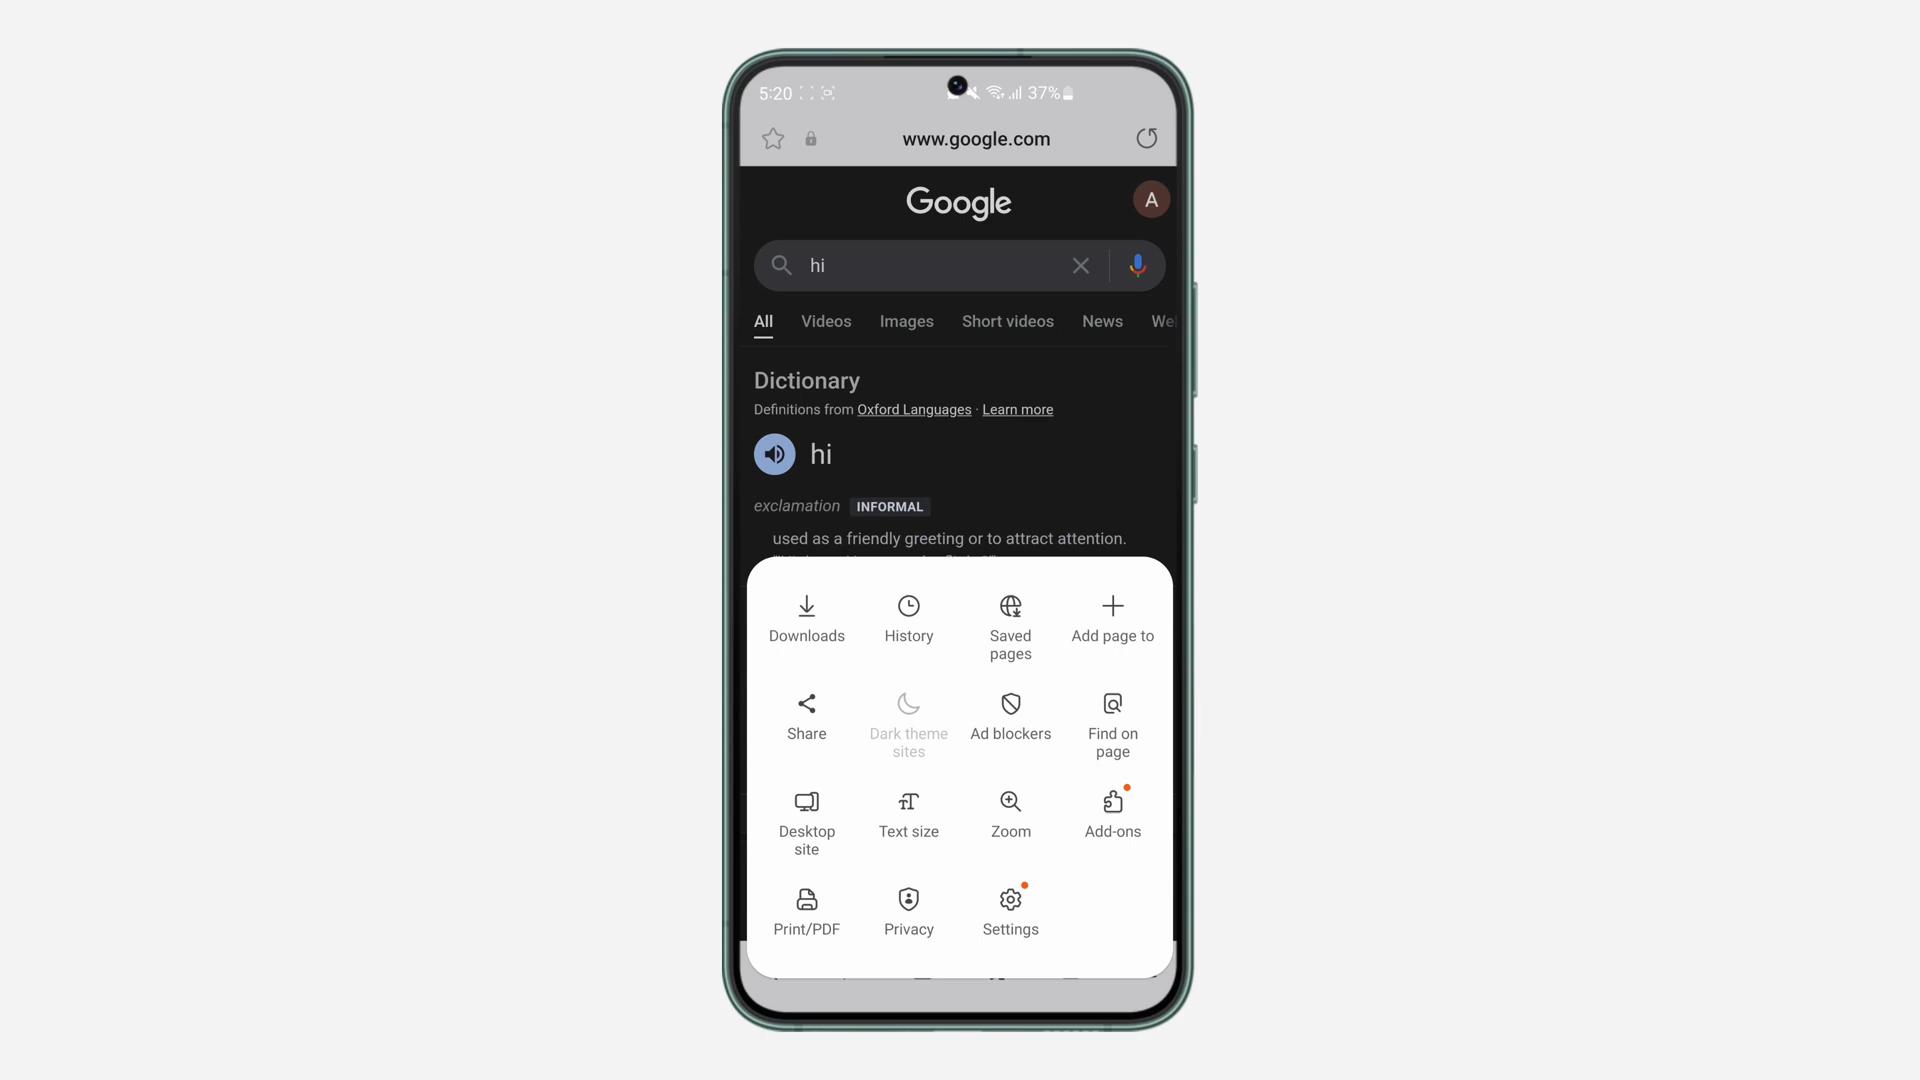 5:20 37%
www.google.com
Google
A
hi
All Videos Images Short videos News We
Dictionary
Definitions from Oxford Languages · Learn more
hi
exclamation INFORMAL
used as a friendly greeting or to attract attention.
Downloads History Saved pages Add page to
Share Dark theme sites Ad blockers Find on page
Desktop site Text size Zoom Add-ons
Print/PDF Privacy Settings